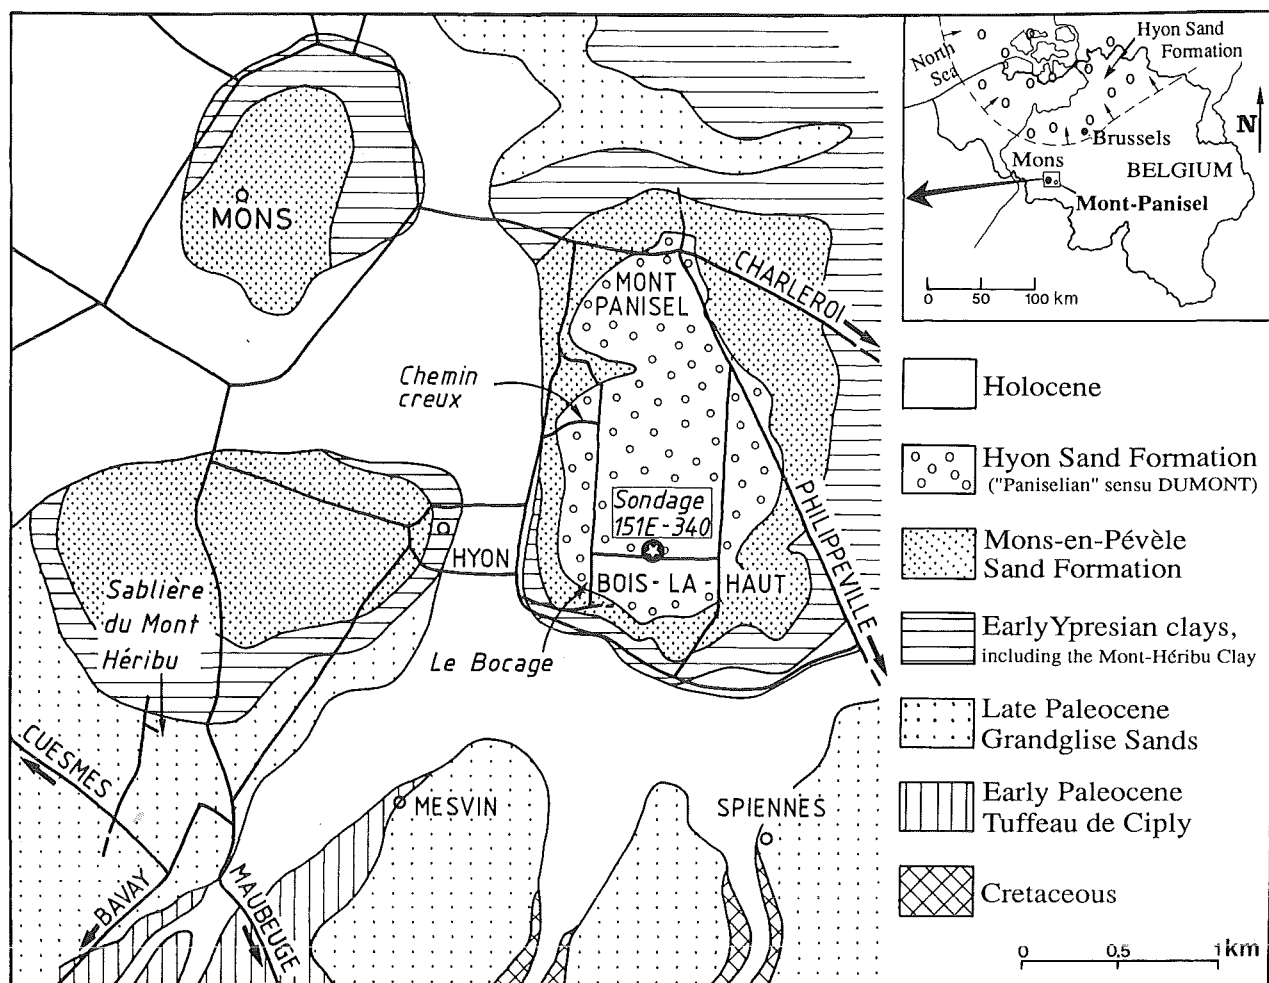 MONS
MONT
PANISEL
CHARLEROI
Chemin
creux
Sondage
151E-340
PHILIPPEVILLE
HYON
BOIS-LA-HAUT
Sablière
du Mont
Héribu
Le Bocage
CUESMES
MESVIN
SPIENNES
BAVAY
MAUBEUGE
North
Sea
Hyon Sand
Formation
N
Brussels
Mons
BELGIUM
Mont-Panisel
0 50 100 km
Holocene
Hyon Sand Formation
("Paniselian" sensu DUMONT)
Mons-en-Pévèle
Sand Formation
Early Ypresian clays,
including the Mont-Héribu Clay
Late Paleocene
Grandglise Sands
Early Paleocene
Tuffeau de Ciply
Cretaceous
0 0.5 1 km